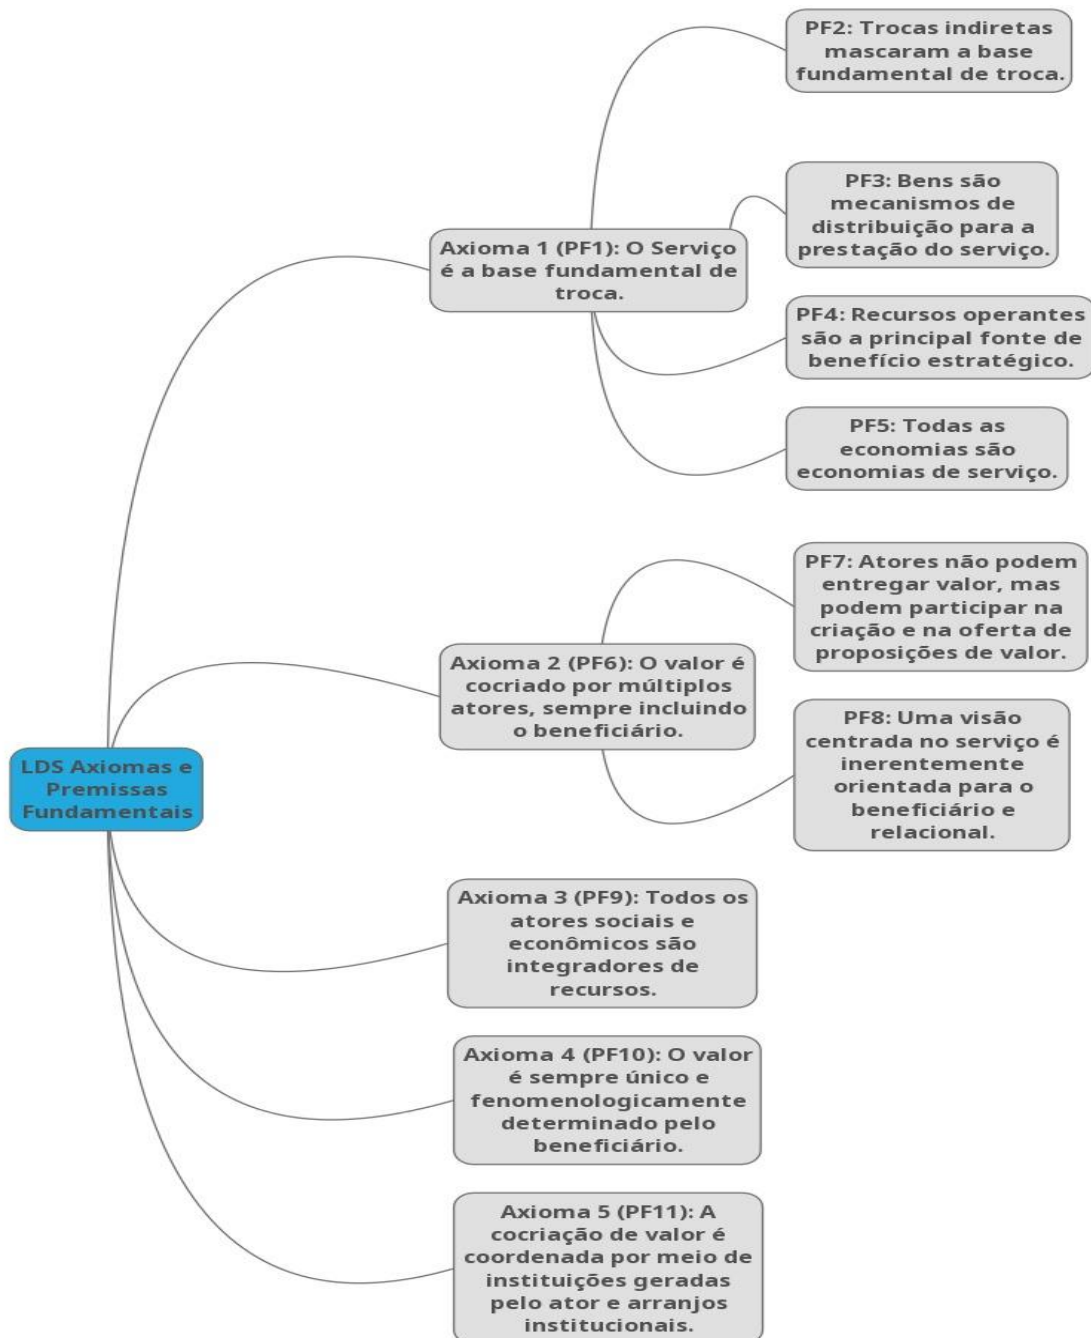 PF2: Trocas indiretas
mascaram a base
fundamental de troca.
PF3: Bens são
mecanismos de
distribuição para a
prestação do serviço.
Axioma 1 (PF1): O Serviço
é a base fundamental de
troca.
PF4: Recursos operantes
são a principal fonte de
benefício estratégico.
PF5: Todas as
economias são
economias de serviço.
PF7: Atores não podem
entregar valor, mas
podem participar na
criação e na oferta de
proposições de valor.
Axioma 2 (PF6): O valor é
cocriado por múltiplos
atores, sempre incluindo
o beneficiário.
PF8: Uma visão
centrada no serviço é
inerentemente
orientada para o
beneficiário e
relacional.
LDS Axiomas e
Premissas
Fundamentais
Axioma 3 (PF9): Todos os
atores sociais e
econômicos são
integradores de
recursos.
Axioma 4 (PF10): O valor
é sempre único e
fenomenologicamente
determinado pelo
beneficiário.
Axioma 5 (PF11): A
cocriação de valor é
coordenada por meio de
instituições geradas
pelo ator e arranjos
institucionais.